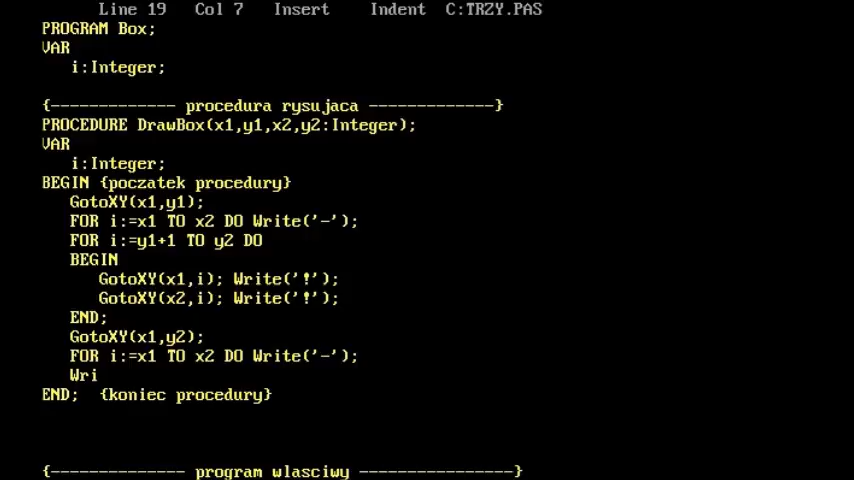 Line 19   Col 7   Insert    Indent  C:TRZY.PAS
PROGRAM Box;
VAR
   i:Integer;
{------------- procedura rysujaca -------------}
PROCEDURE DrawBox(x1,y1,x2,y2:Integer);
VAR
   i:Integer;
BEGIN {poczatek procedury}
   GotoXY(x1,y1);
   FOR i:=x1 TO x2 DO Write('-');
   FOR i:=y1+1 TO y2 DO
   BEGIN
      GotoXY(x1,i); Write('!');
      GotoXY(x2,i); Write('!');
   END;
   GotoXY(x1,y2);
   FOR i:=x1 TO x2 DO Write('-');
   Wri
END;  {koniec procedury}
{-------------- program wlasciwy ----------------}